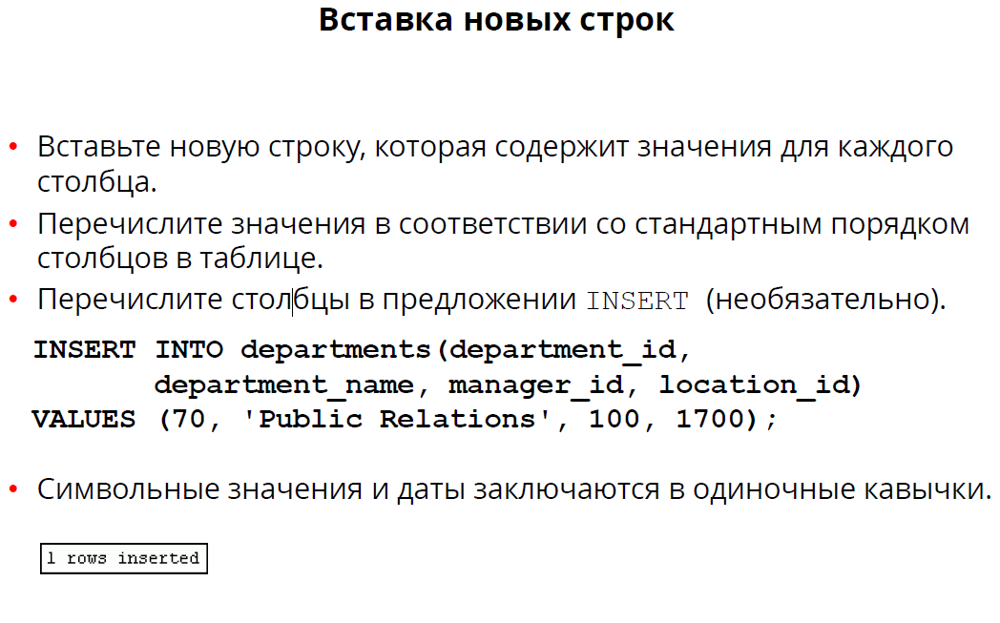 Вставка новых строк
• Вставьте новую строку, которая содержит значения для каждого
столбца.
• Перечислите значения в соответствии со стандартным порядком
столбцов в таблице.
• Перечислите столбцы в предложении INSERT (необязательно).
INSERT INTO departments(department_id,
department_name, manager_id, location_id)
VALUES (70, 'Public Relations', 100, 1700);
• Символьные значения и даты заключаются в одиночные кавычки.
1 rows inserted